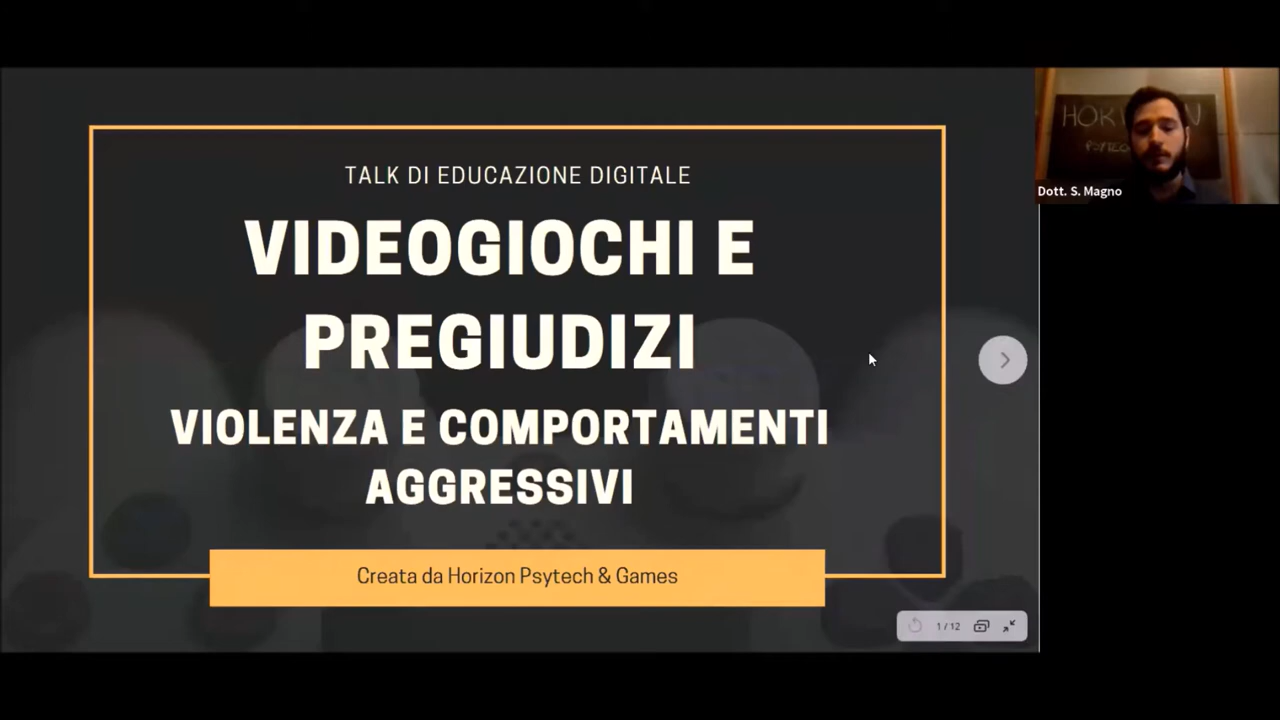 TALK DI EDUCAZIONE DIGITALE
VIDEOGIOCHI E
PREGIUDIZI
VIOLENZA E COMPORTAMENTI
AGGRESSIVI
Creata da Horizon Psytech & Games
1 / 12
Dott. S. Magno